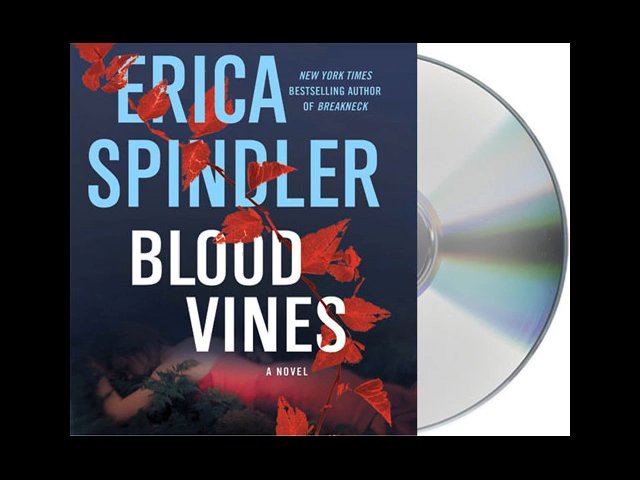 ERICA
SPINDLER
NEW YORK TIMES
BESTSELLING AUTHOR
OF BREAKNECK
BLOOD
VINES
A NOVEL